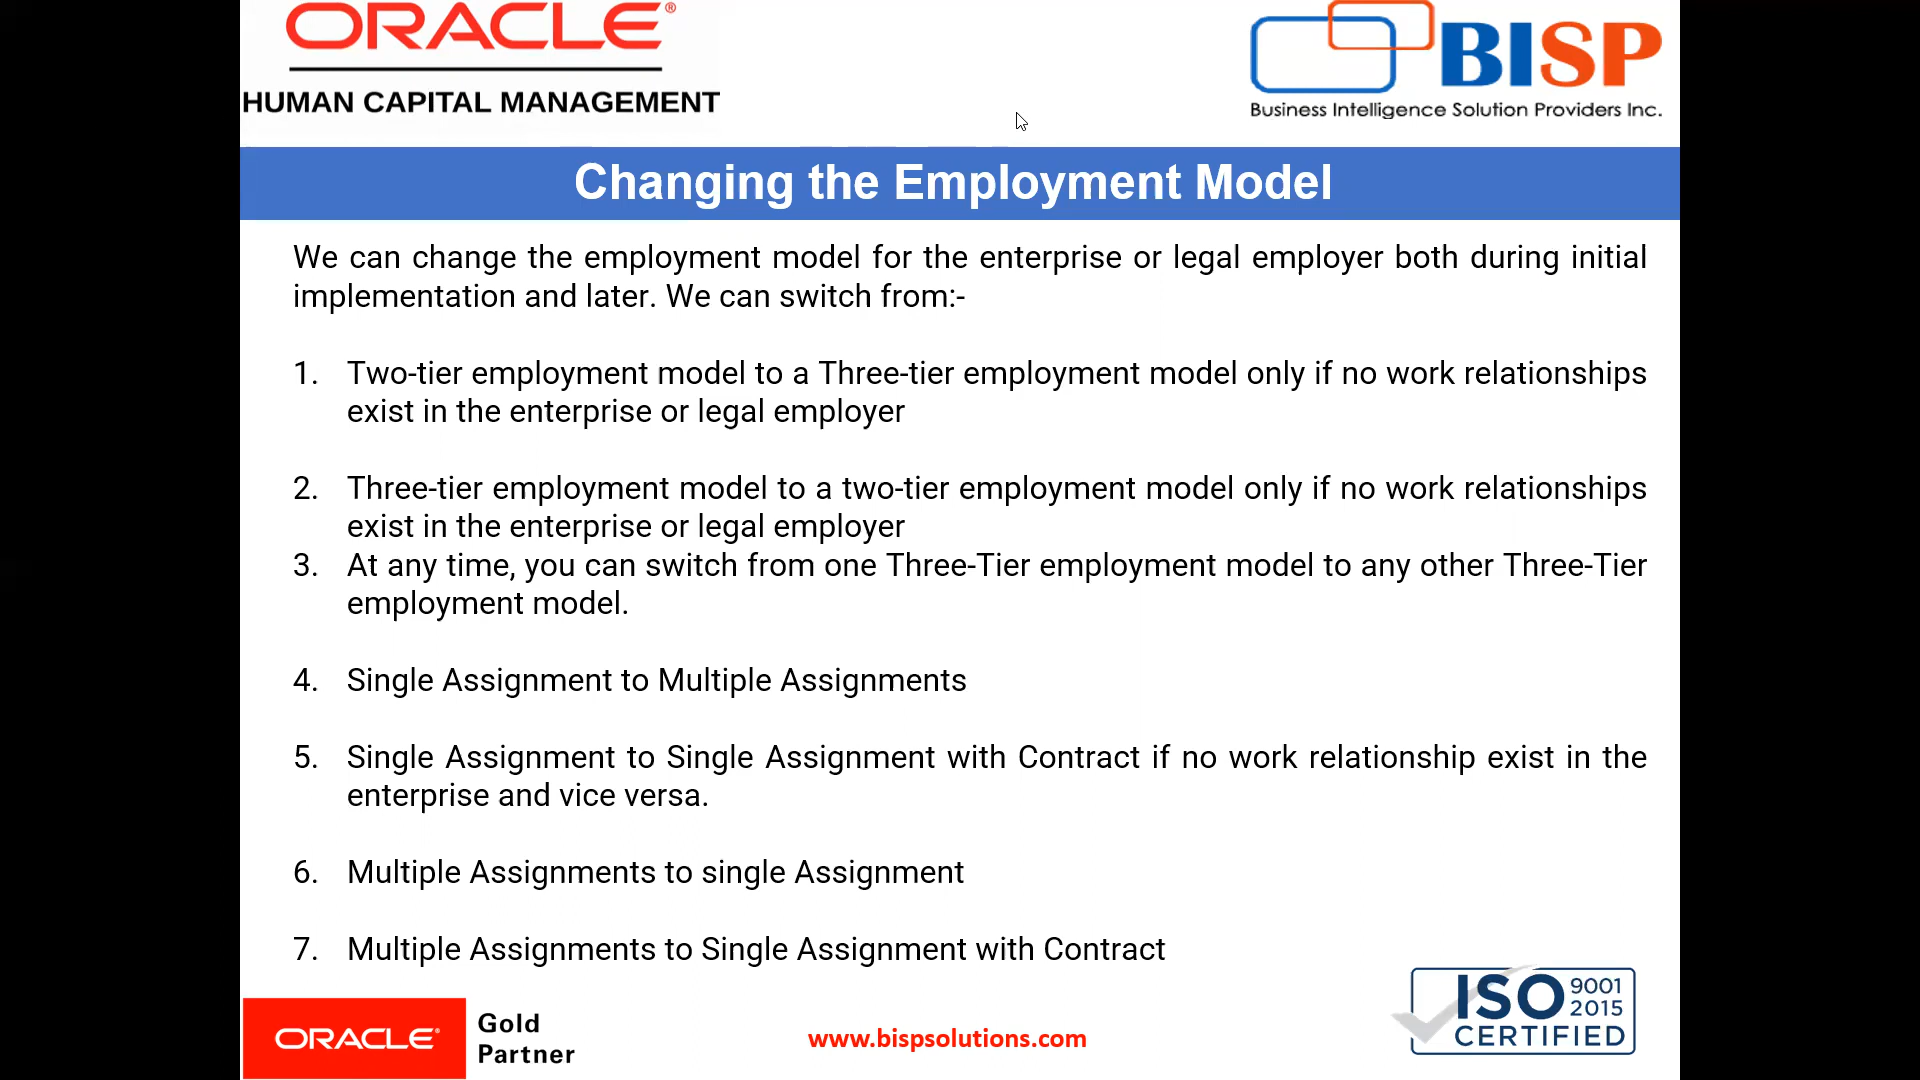 ORACLE®
HUMAN CAPITAL MANAGEMENT
BISP
Business Intelligence Solution Providers Inc.
Changing the Employment Model
We can change the employment model for the enterprise or legal employer both during initial
implementation and later. We can switch from:-
1. Two-tier employment model to a Three-tier employment model only if no work relationships
exist in the enterprise or legal employer
2. Three-tier employment model to a two-tier employment model only if no work relationships
exist in the enterprise or legal employer
3. At any time, you can switch from one Three-Tier employment model to any other Three-Tier
employment model.
4. Single Assignment to Multiple Assignments
5. Single Assignment to Single Assignment with Contract if no work relationship exist in the
enterprise and vice versa.
6. Multiple Assignments to single Assignment
7. Multiple Assignments to Single Assignment with Contract
ORACLE®
Gold
Partner
www.bispsolutions.com
ISO 9001
2015
CERTIFIED